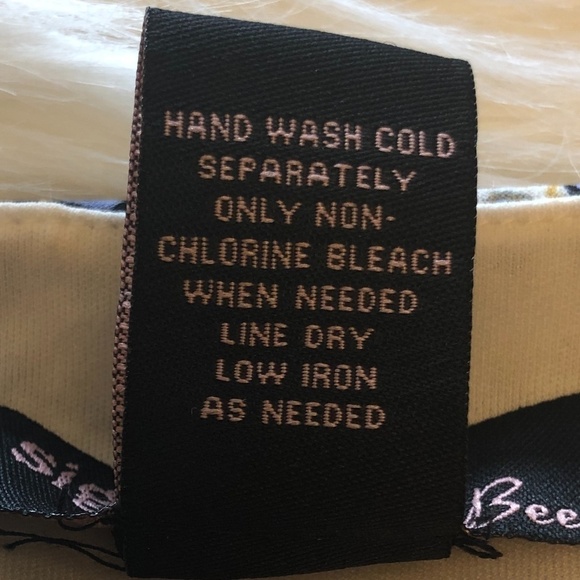 HAND WASH COLD
SEPARATELY
ONLY NON-
CHLORINE BLEACH
WHEN NEEDED
LINE DRY
LOW IRON
AS NEEDED